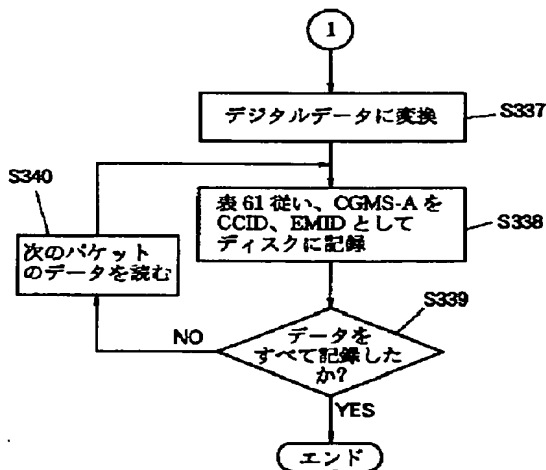 1
デジタルデータに変換
S337
S340
表61 従い、CGMS-A を
CCID、EMID として
ディスクに記録
S338
次のパケット
のデータを読む
S339
データを
すべて記録した
か?
NO
YES
エンド